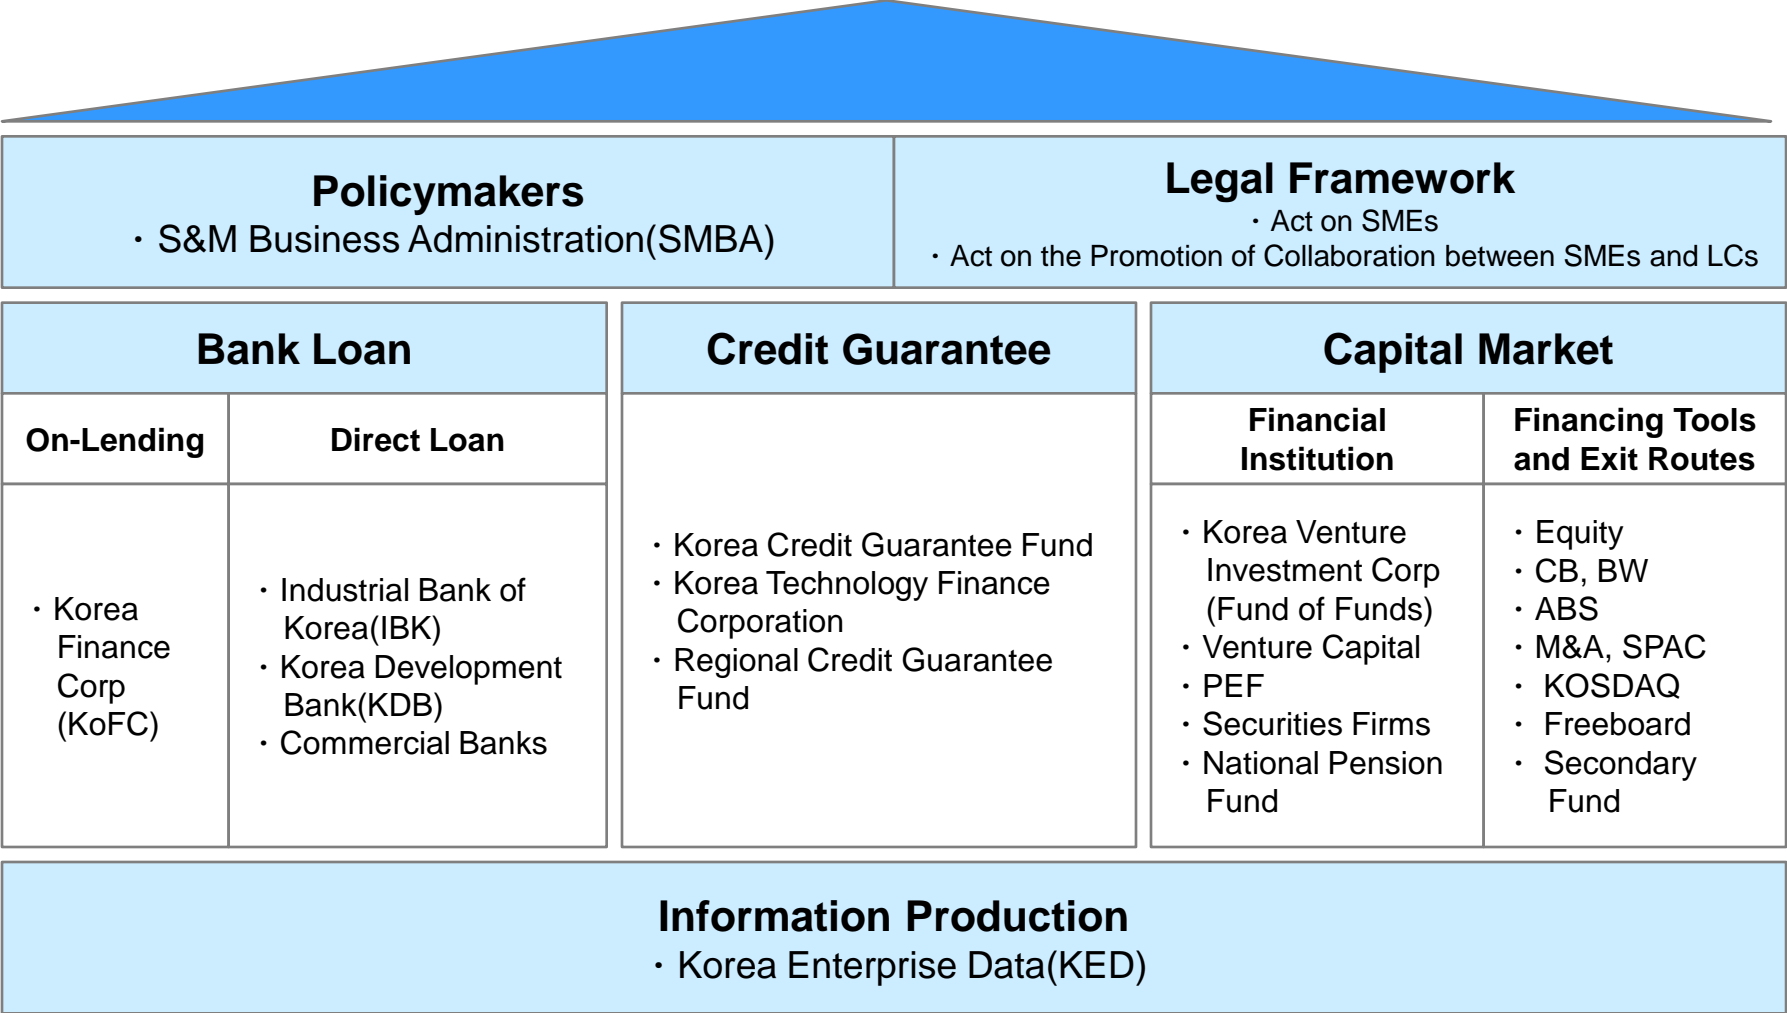 Policymakers
· S&M Business Administration(SMBA)
Legal Framework
· Act on SMEs
· Act on the Promotion of Collaboration between SMEs and LCs
Bank Loan
On-Lending
· Korea
Finance
Corp
(KoFC)
Direct Loan
· Industrial Bank of
Korea(IBK)
· Korea Development
Bank(KDB)
· Commercial Banks
Credit Guarantee
· Korea Credit Guarantee Fund
· Korea Technology Finance
Corporation
· Regional Credit Guarantee
Fund
Capital Market
Financial
Institution
· Korea Venture
Investment Corp
(Fund of Funds)
· Venture Capital
· PEF
· Securities Firms
· National Pension
Fund
Financing Tools
and Exit Routes
· Equity
· CB, BW
· ABS
· M&A, SPAC
· KOSDAQ
· Freeboard
· Secondary
Fund
Information Production
· Korea Enterprise Data(KED)